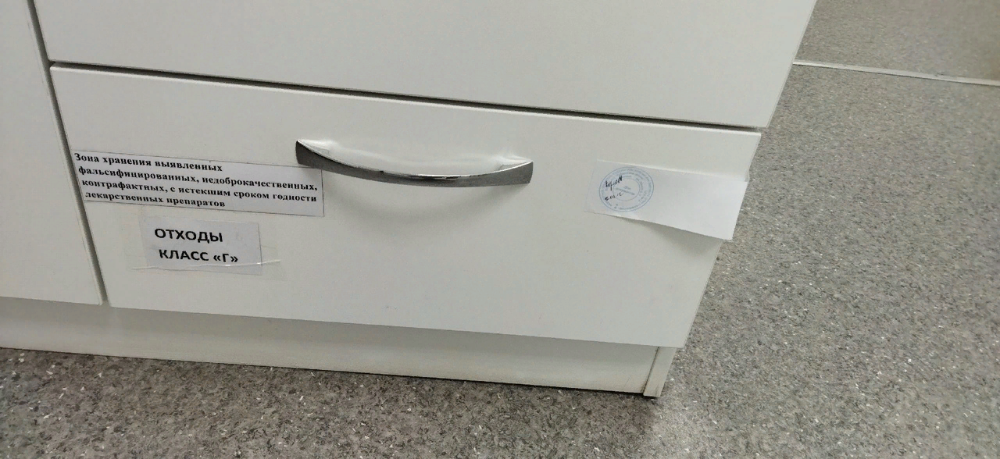 Зона хранения выявленных
фальсифицированных, недоброкачественных,
контрафактных, с истекшим сроком годности
лекарственных препаратов
ОТХОДЫ
КЛАСС «Г»